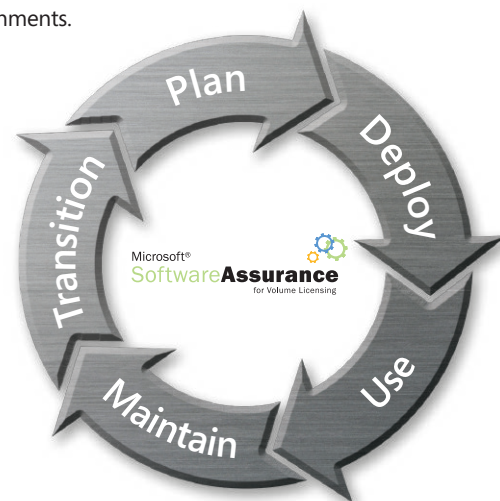 nments.
Plan
Deploy
Use
Maintain
Transition
Microsoft®
SoftwareAssurance
for Volume Licensing